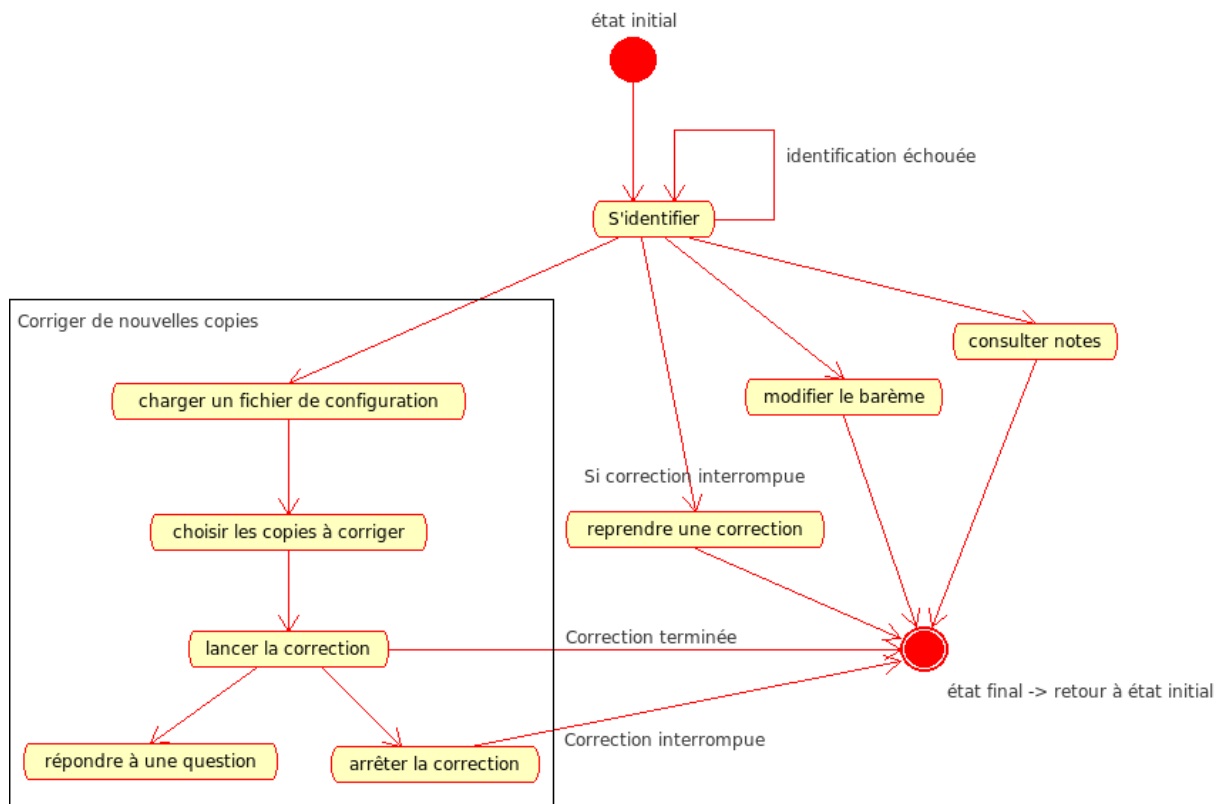 état initial
identification échouée
S'identifier
Corriger de nouvelles copies
consulter notes
charger un fichier de configuration
modifier le barème
Si correction interrompue
choisir les copies à corriger
reprendre une correction
lancer la correction
Correction terminée
état final -> retour à état initial
répondre à une question
arrêter la correction
Correction interrompue